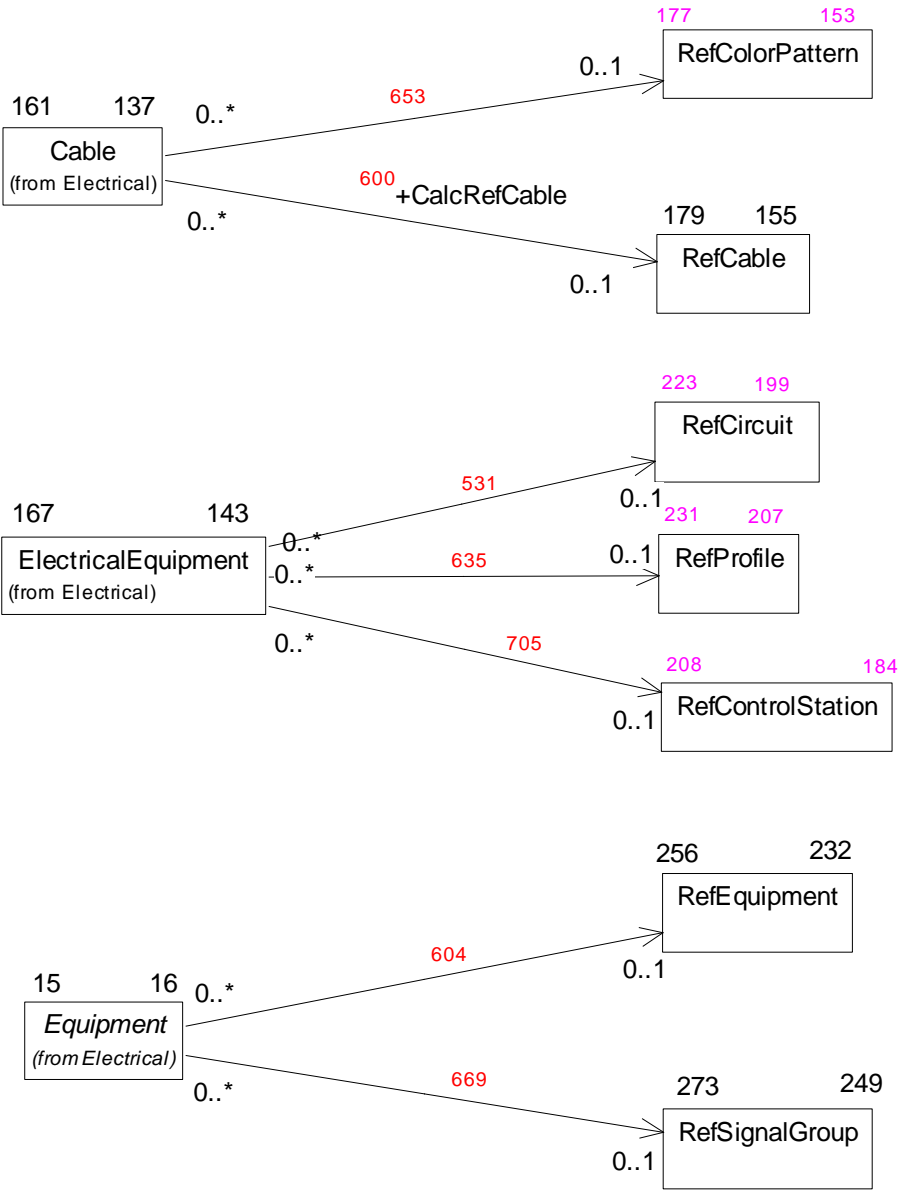 177 153
RefColorPattern
0..1
653
161 137
0..*
Cable
(from Electrical)
600
+CalcRefCable
0..*
179 155
RefCable
0..1
223 199
RefCircuit
531
0..1
167 143
0..*
231 207
ElectricalEquipment
(from Electrical)
0..*
635
0..1
RefProfile
0..*
705
208 184
RefControlStation
0..1
256 232
RefEquipment
604
0..1
15 16
0..*
Equipment
(from Electrical)
0..*
669
273 249
RefSignalGroup
0..1